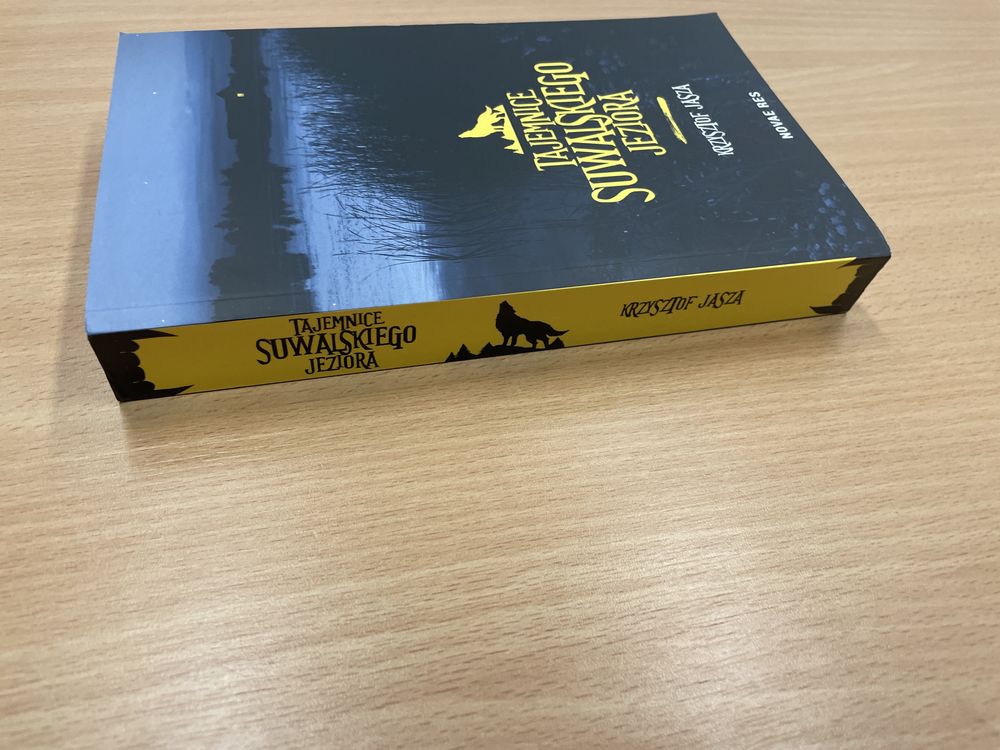 TAJEMNICE
SUWALSKIEGO
JEZIORA
KRZYSZTOF JASZA
NOVAE RES
TAJEMNICE
SUWALSKIEGO
JEZIORA
KRZYSZTOF JASZA